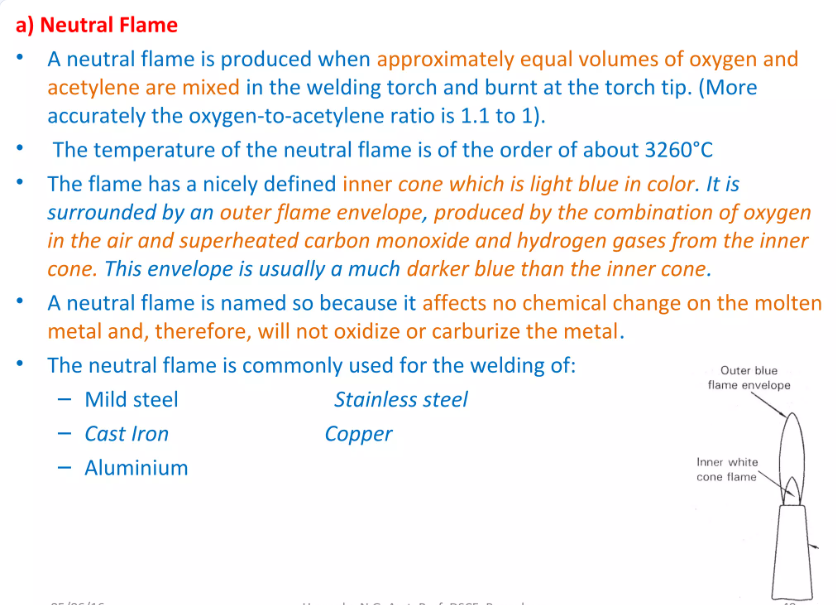 a) Neutral Flame
• A neutral flame is produced when approximately equal volumes of oxygen and
acetylene are mixed in the welding torch and burnt at the torch tip. (More
accurately the oxygen-to-acetylene ratio is 1.1 to 1).
• The temperature of the neutral flame is of the order of about 3260°C
• The flame has a nicely defined inner cone which is light blue in color. It is
surrounded by an outer flame envelope, produced by the combination of oxygen
in the air and superheated carbon monoxide and hydrogen gases from the inner
cone. This envelope is usually a much darker blue than the inner cone.
• A neutral flame is named so because it affects no chemical change on the molten
metal and, therefore, will not oxidize or carburize the metal.
• The neutral flame is commonly used for the welding of:
– Mild steel Stainless steel
– Cast Iron Copper
– Aluminium
Outer blue
flame envelope
Inner white
cone flame